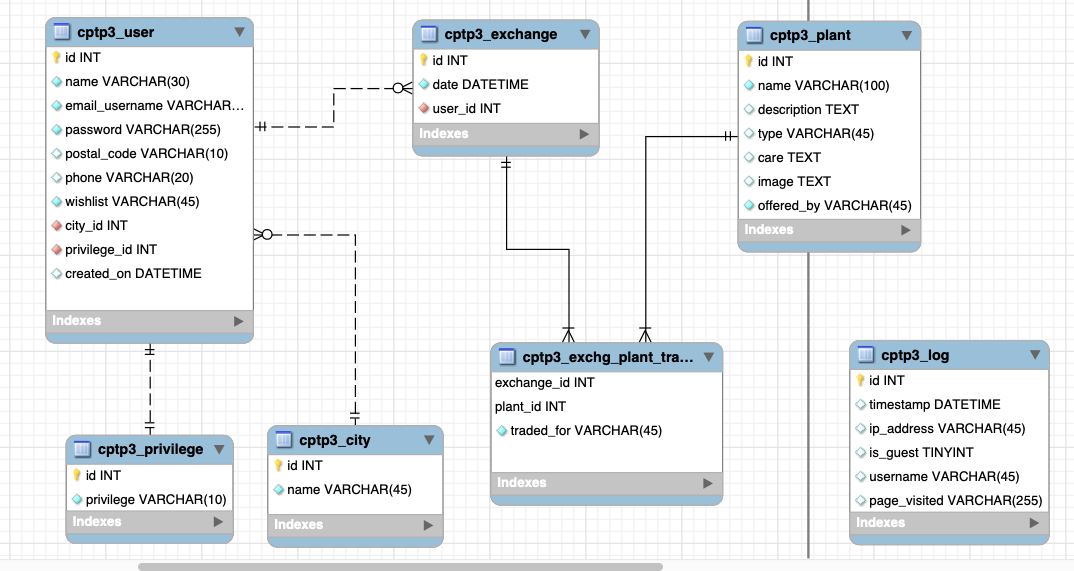 cptp3_user
id INT
name VARCHAR(30)
email_username VARCHAR...
password VARCHAR(255)
postal_code VARCHAR(10)
phone VARCHAR(20)
wishlist VARCHAR(45)
city_id INT
privilege_id INT
created_on DATETIME
Indexes
cptp3_exchange
id INT
date DATETIME
user_id INT
Indexes
cptp3_plant
id INT
name VARCHAR(100)
description TEXT
type VARCHAR(45)
care TEXT
image TEXT
offered_by VARCHAR(45)
Indexes
cptp3_privilege
id INT
privilege VARCHAR(10)
Indexes
cptp3_city
id INT
name VARCHAR(45)
Indexes
cptp3_exchg_plant_tra...
exchange_id INT
plant_id INT
traded_for VARCHAR(45)
Indexes
cptp3_log
id INT
timestamp DATETIME
ip_address VARCHAR(45)
is_guest TINYINT
username VARCHAR(45)
page_visited VARCHAR(255)
Indexes